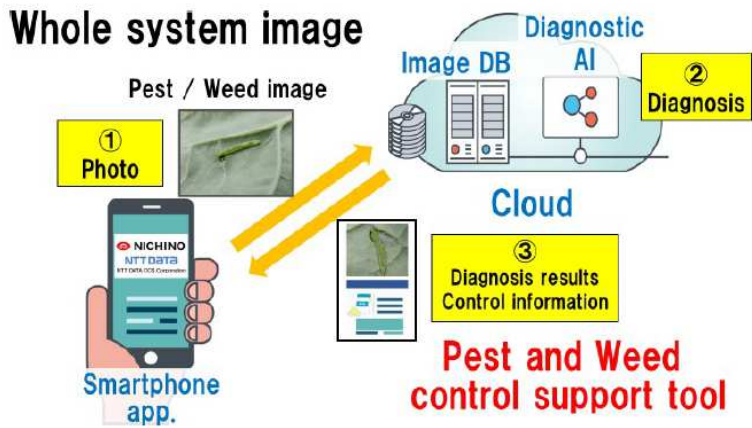 Whole system image
Pest / Weed image
①
Photo
NICHINO
NTT DATA
NTT DATA CCS Corporation
Smartphone
app.
Image DB
Diagnostic
AI
②
Diagnosis
Cloud
③
Diagnosis results
Control information
Pest and Weed
control support tool